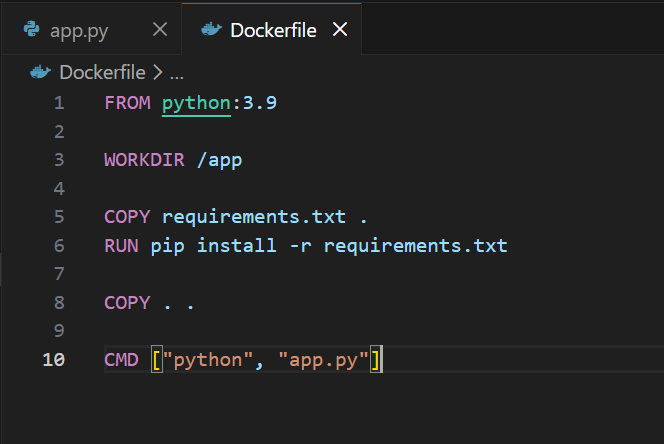 app.py Dockerfile
Dockerfile > ...
1 FROM python:3.9
2
3 WORKDIR /app
4
5 COPY requirements.txt .
6 RUN pip install -r requirements.txt
7
8 COPY . .
9
10 CMD ["python", "app.py"]